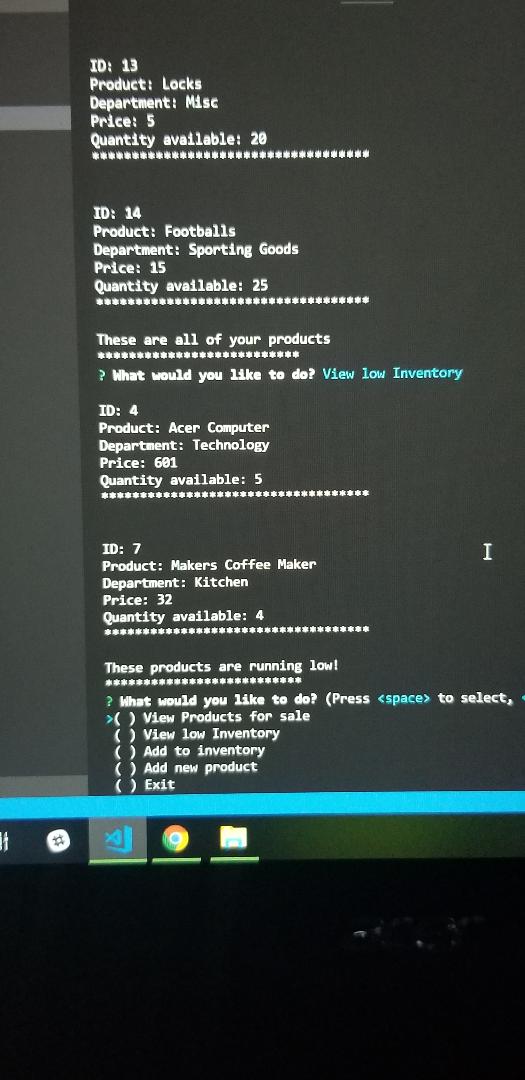 ID: 13
Product: Locks
Department: Misc
Price: 5
Quantity available: 20
***********************************
ID: 14
Product: Footballs
Department: Sporting Goods
Price: 15
Quantity available: 25
***********************************
These are all of your products
**************************
? What would you like to do? View low Inventory
ID: 4
Product: Acer Computer
Department: Technology
Price: 601
Quantity available: 5
***********************************
ID: 7
Product: Makers Coffee Maker
Department: Kitchen
Price: 32
Quantity available: 4
***********************************
These products are running low!
**************************
? What would you like to do? (Press <space> to select, <
>( ) View Products for sale
( ) View low Inventory
( ) Add to inventory
( ) Add new product
( ) Exit